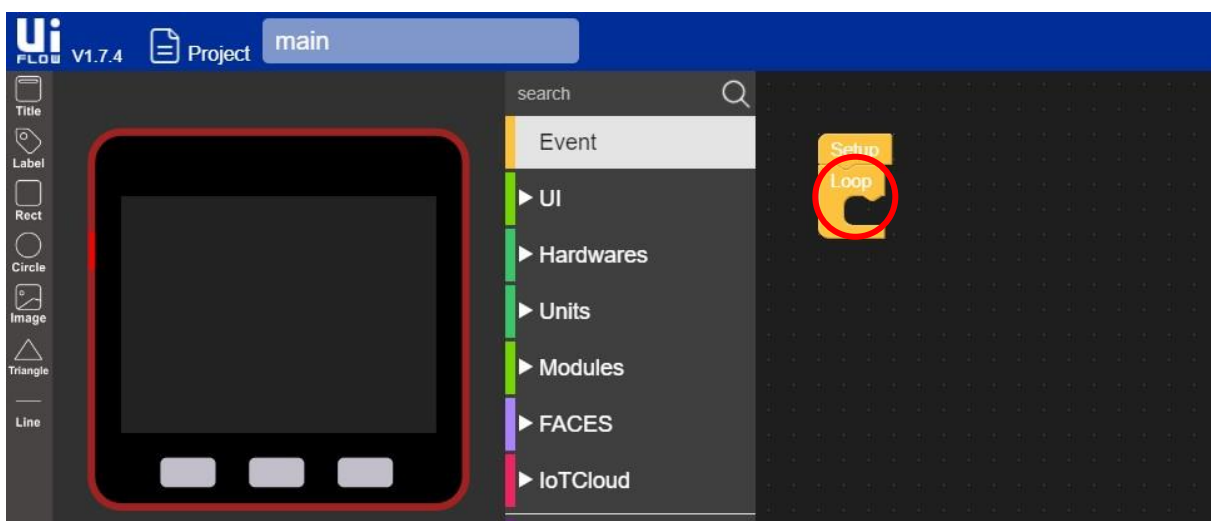 Ui
FLOW
V1.7.4
Project
main
Title
Label
Rect
Circle
Image
Triangle
Line
search
Event
UI
Hardwares
Units
Modules
FACES
IoTCloud
Setup
Loop